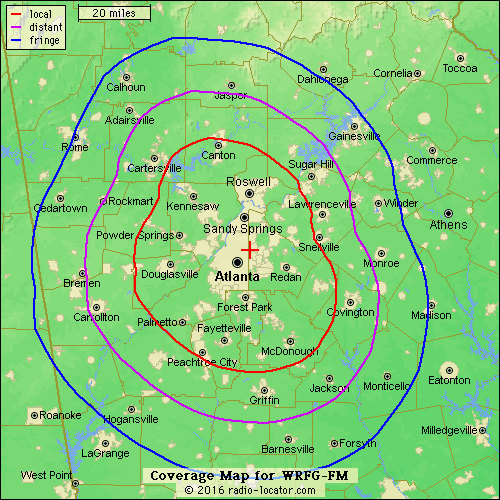 local
distant
fringe
20 miles
Toccoa
Cornelia
Dahlonega
Calhoun
Jasper
Adairsville
Gainesville
Rome
Canton
Commerce
Cartersville
Sugar Hill
Roswell
Cedartown
Rockmart
Kennesaw
Lawrenceville
Winder
Athens
Sandy Springs
Powder Springs
Snellville
Monroe
Douglasville
Atlanta
Redan
Bremen
Forest Park
Carrollton
Covington
Madison
Palmetto
Fayetteville
McDonough
Peachtree City
Eatonton
Jackson
Monticello
Griffin
Roanoke
Hogansville
Milledgeville
LaGrange
Barnesville
Forsyth
West Point
Coverage Map for WRFG-FM
© 2016 radio-locator.com